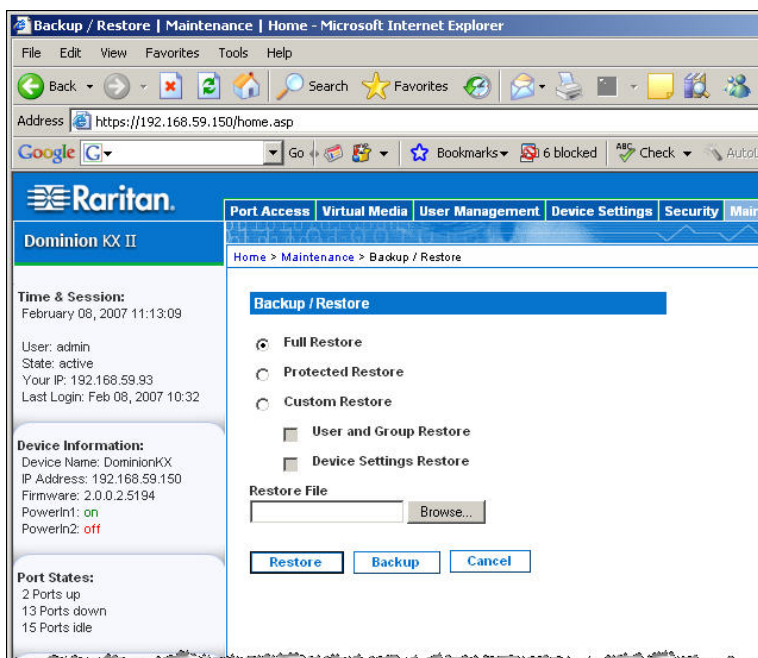 Backup / Restore | Maintenance | Home - Microsoft Internet Explorer
File Edit View Favorites Tools Help
Back Search Favorites
Address https://192.168.59.150/home.asp
Google G Go Bookmarks 6 blocked ABC Check
Raritan.
Dominion KX II
Port Access Virtual Media User Management Device Settings Security
Home > Maintenance > Backup / Restore
Time & Session:
February 08, 2007 11:13:09
User: admin
State: active
Your IP: 192.168.59.93
Last Login: Feb 08, 2007 10:32
Device Information:
Device Name: DominionKX
IP Address: 192.168.59.150
Firmware: 2.0.0.2.5194
PowerIn1: on
PowerIn2: off
Port States:
2 Ports up
13 Ports down
15 Ports idle
Backup / Restore
Full Restore
Protected Restore
Custom Restore
User and Group Restore
Device Settings Restore
Restore File
Browse...
Restore Backup Cancel